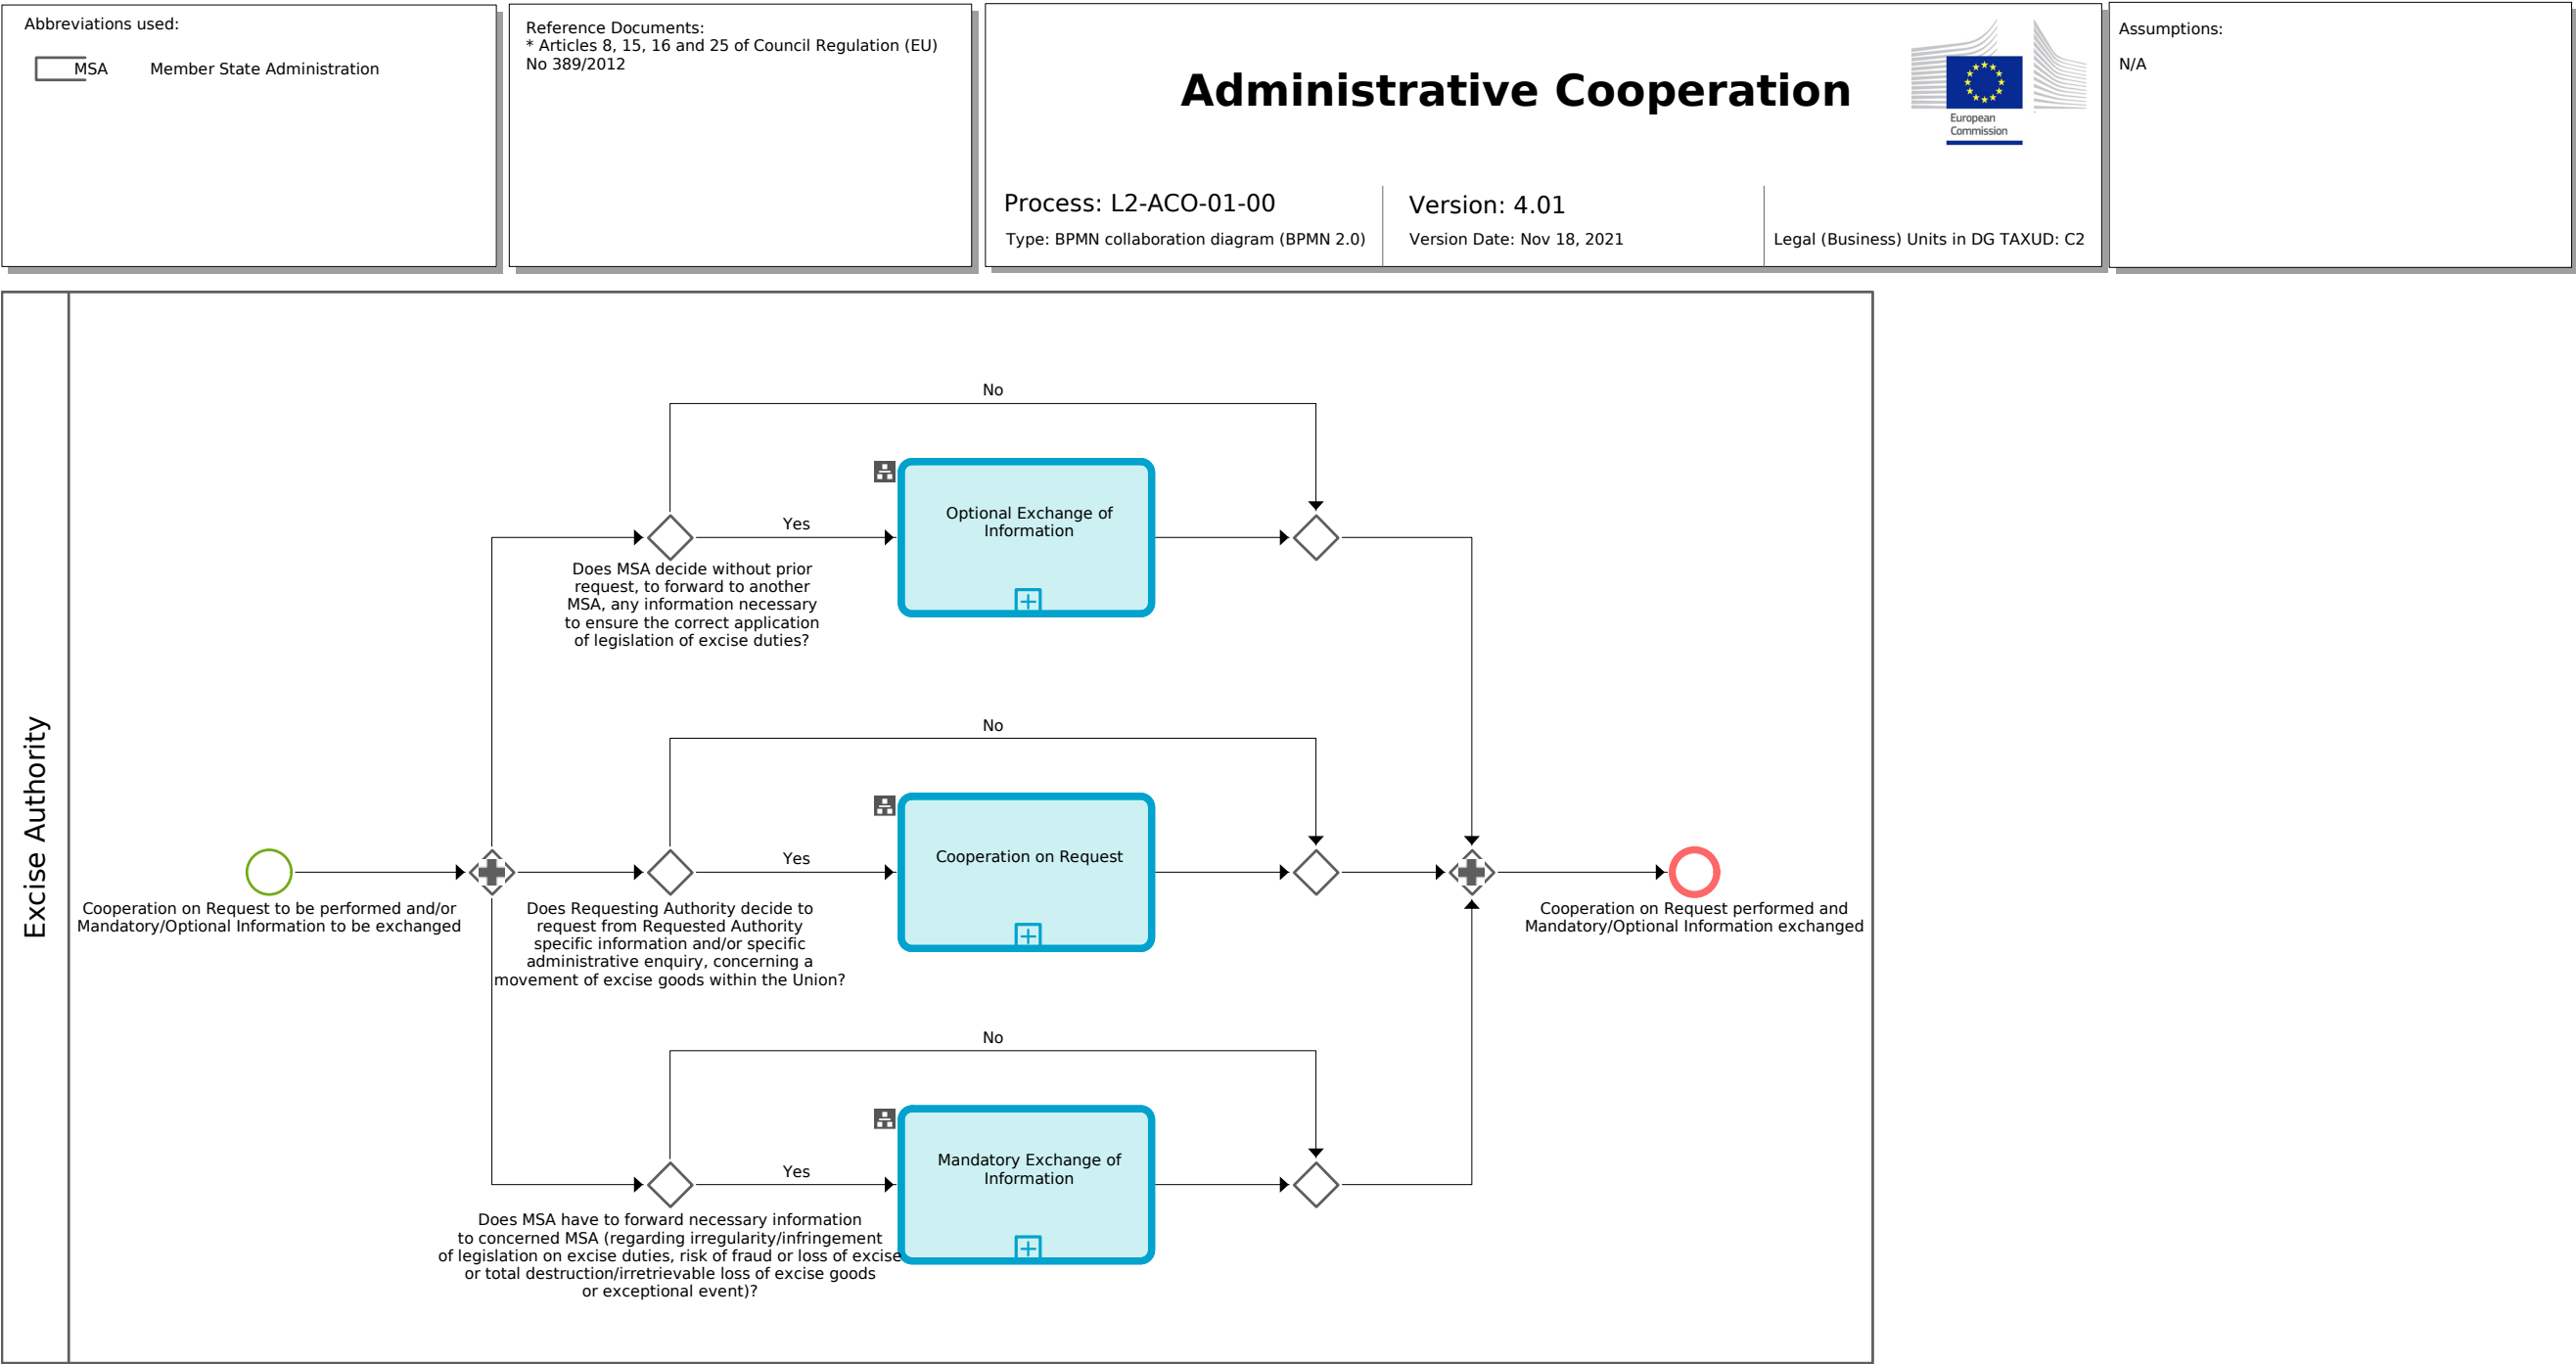 Abbreviations used:
MSA Member State Administration
Reference Documents:
* Articles 8, 15, 16 and 25 of Council Regulation (EU)
No 389/2012
Administrative Cooperation
European
Commission
Process: L2-ACO-01-00
Type: BPMN collaboration diagram (BPMN 2.0)
Version: 4.01
Version Date: Nov 18, 2021
Legal (Business) Units in DG TAXUD: C2
Assumptions:
N/A
Excise Authority
No
Yes
Optional Exchange of
Information
Does MSA decide without prior
request, to forward to another
MSA, any information necessary
to ensure the correct application
of legislation of excise duties?
No
Yes
Cooperation on Request
Cooperation on Request to be performed and/or
Mandatory/Optional Information to be exchanged
Does Requesting Authority decide to
request from Requested Authority
specific information and/or specific
administrative enquiry, concerning a
movement of excise goods within the Union?
Cooperation on Request performed and
Mandatory/Optional Information exchanged
No
Yes
Mandatory Exchange of
Information
Does MSA have to forward necessary information
to concerned MSA (regarding irregularity/infringement
of legislation on excise duties, risk of fraud or loss of excise
or total destruction/irretrievable loss of excise goods
or exceptional event)?